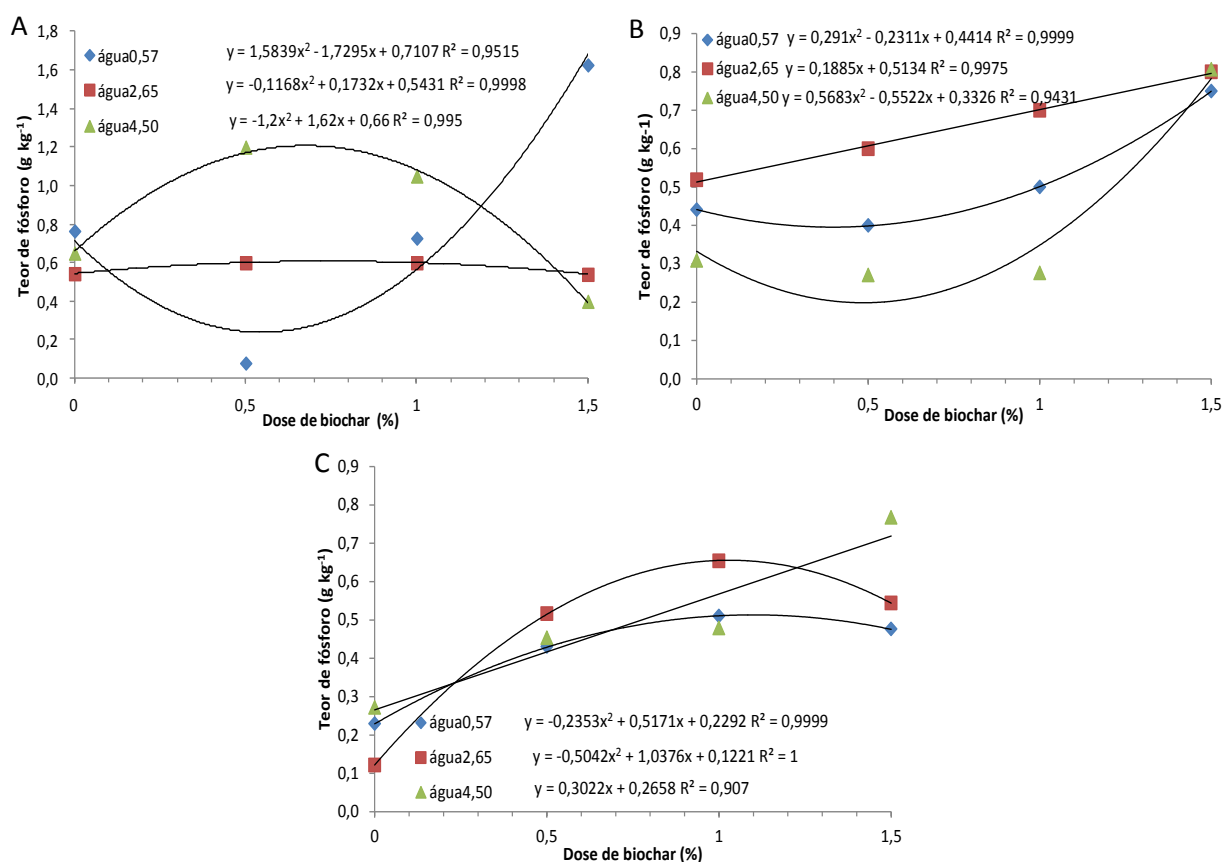 A
Teor de fósforo (g kg⁻¹)
1,8
1,6
1,4
1,2
1,0
0,8
0,6
0,4
0,2
0,0
água0,57 y = 1,5839x² - 1,7295x + 0,7107 R² = 0,9515
água2,65 y = -0,1168x² + 0,1732x + 0,5431 R² = 0,9998
água4,50 y = -1,2x² + 1,62x + 0,66 R² = 0,995
0 0,5 1 1,5
Dose de biochar (%)
B
Teor de fósforo (g kg-1)
0,9
0,8
0,7
0,6
0,5
0,4
0,3
0,2
0,1
0,0
água0,57 y = 0,291x² - 0,2311x + 0,4414 R² = 0,9999
água2,65 y = 0,1885x + 0,5134 R² = 0,9975
água4,50 y = 0,5683x² - 0,5522x + 0,3326 R² = 0,9431
0 0,5 1 1,5
Dose de biochar (%)
C
Teor de fósforo (g kg⁻¹)
0,9
0,8
0,7
0,6
0,5
0,4
0,3
0,2
0,1
0,0
água0,57 y = -0,2353x² + 0,5171x + 0,2292 R² = 0,9999
água2,65 y = -0,5042x² + 1,0376x + 0,1221 R² = 1
água4,50 y = 0,3022x + 0,2658 R² = 0,907
0 0,5 1 1,5
Dose de biochar (%)